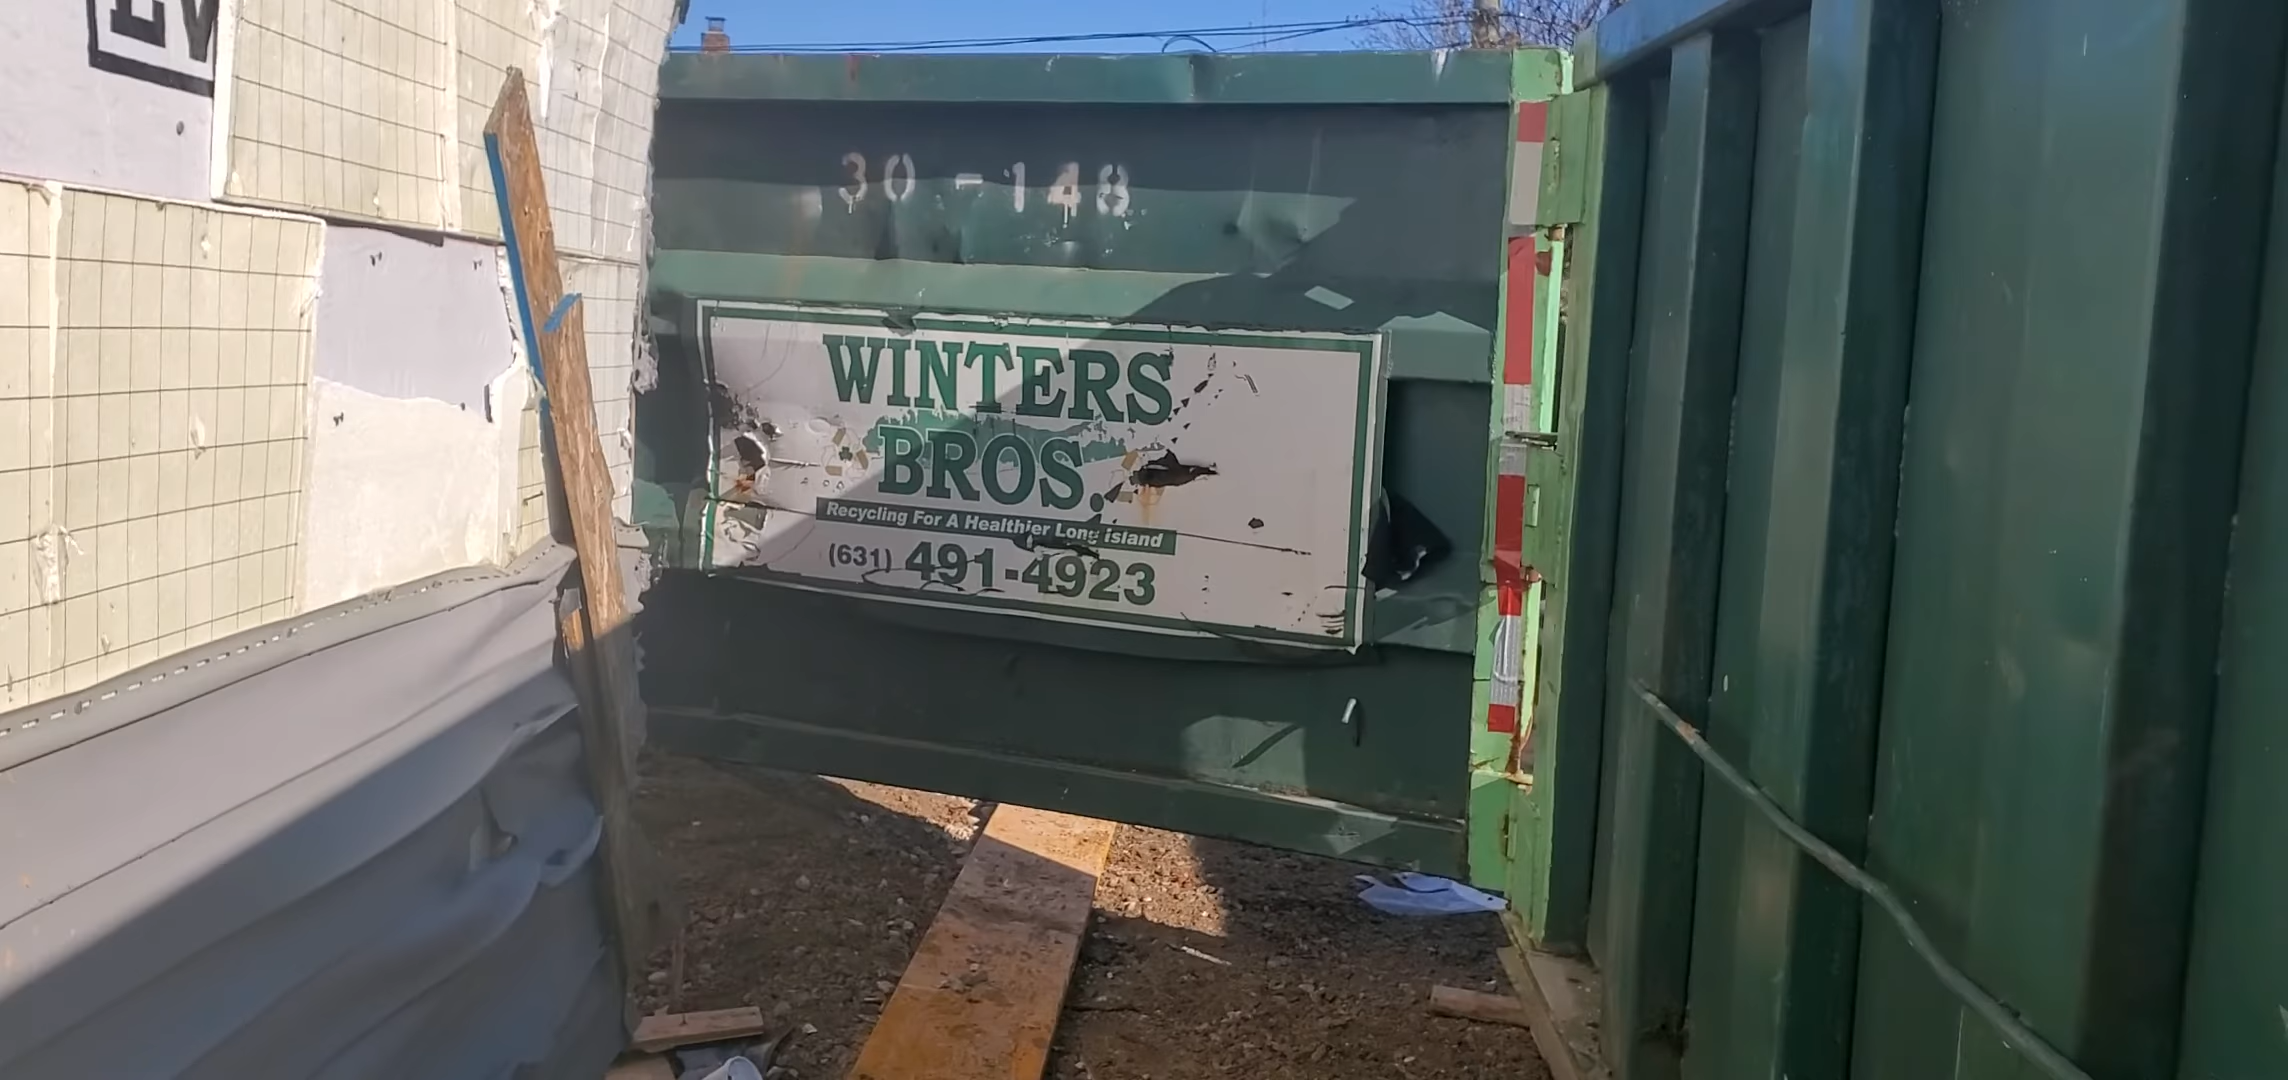 30-148
WINTERS
BROS.
Recycling For A Healthier Long island
(631) 491-4923